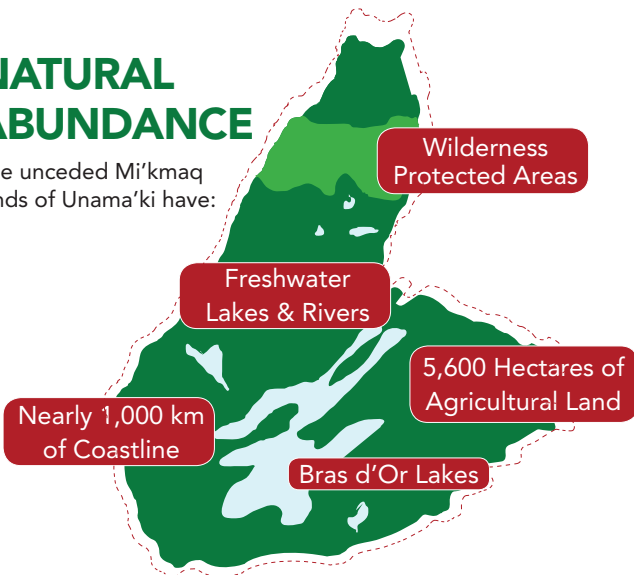 NATURAL
ABUNDANCE
e unceded Mi'kmaq
nds of Unama'ki have:
Wilderness
Protected Areas
Freshwater
Lakes & Rivers
5,600 Hectares of
Agricultural Land
Nearly 1,000 km
of Coastline
Bras d'Or Lakes